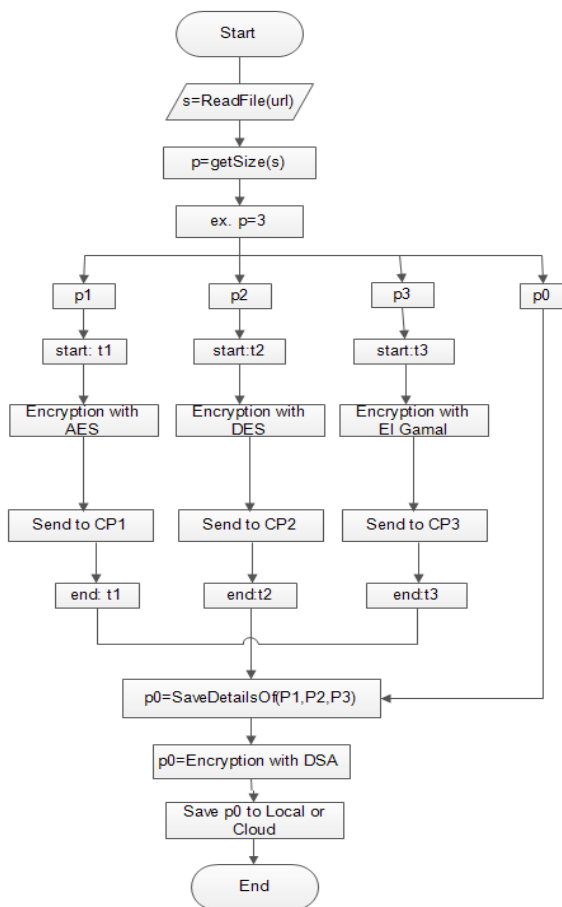 Start
s=ReadFile(url)
p=getSize(s)
ex. p=3
p1
p2
p3
p0
start: t1
start:t2
start:t3
Encryption with
AES
Encryption with
DES
Encryption with
El Gamal
Send to CP1
Send to CP2
Send to CP3
end: t1
end:t2
end:t3
p0=SaveDetailsOf(P1,P2,P3)
p0=Encryption with DSA
Save p0 to Local or
Cloud
End